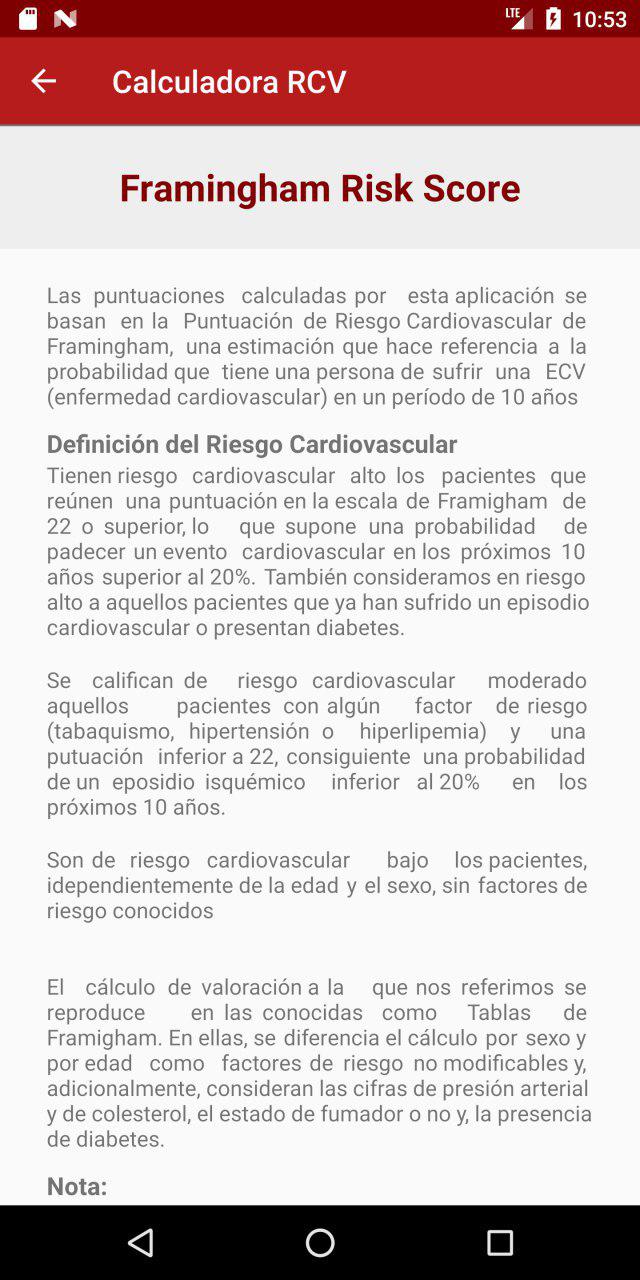 LTE 10:53
Calculadora RCV
Framingham Risk Score
Las puntuaciones calculadas por esta aplicación se
basan en la Puntuación de Riesgo Cardiovascular de
Framingham, una estimación que hace referencia a la
probabilidad que tiene una persona de sufrir una ECV
(enfermedad cardiovascular) en un período de 10 años
Definición del Riesgo Cardiovascular
Tienen riesgo cardiovascular alto los pacientes que
reúnen una puntuación en la escala de Framigham de
22 o superior, lo que supone una probabilidad de
padecer un evento cardiovascular en los próximos 10
años superior al 20%. También consideramos en riesgo
alto a aquellos pacientes que ya han sufrido un episodio
cardiovascular o presentan diabetes.
Se califican de riesgo cardiovascular moderado
aquellos pacientes con algún factor de riesgo
(tabaquismo, hipertensión o hiperlipemia) y una
putuación inferior a 22, consiguiente una probabilidad
de un eposidio isquémico inferior al 20% en los
próximos 10 años.
Son de riesgo cardiovascular bajo los pacientes,
idependientemente de la edad y el sexo, sin factores de
riesgo conocidos
El cálculo de valoración a la que nos referimos se
reproduce en las conocidas como Tablas de
Framigham. En ellas, se diferencia el cálculo por sexo y
por edad como factores de riesgo no modificables y,
adicionalmente, consideran las cifras de presión arterial
y de colesterol, el estado de fumador o no y, la presencia
de diabetes.
Nota: